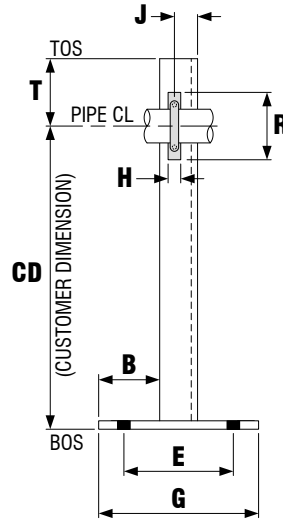 J
TOS
T
PIPE CL
R
H
CD
(CUSTOMER DIMENSION)
B
BOS
E
G